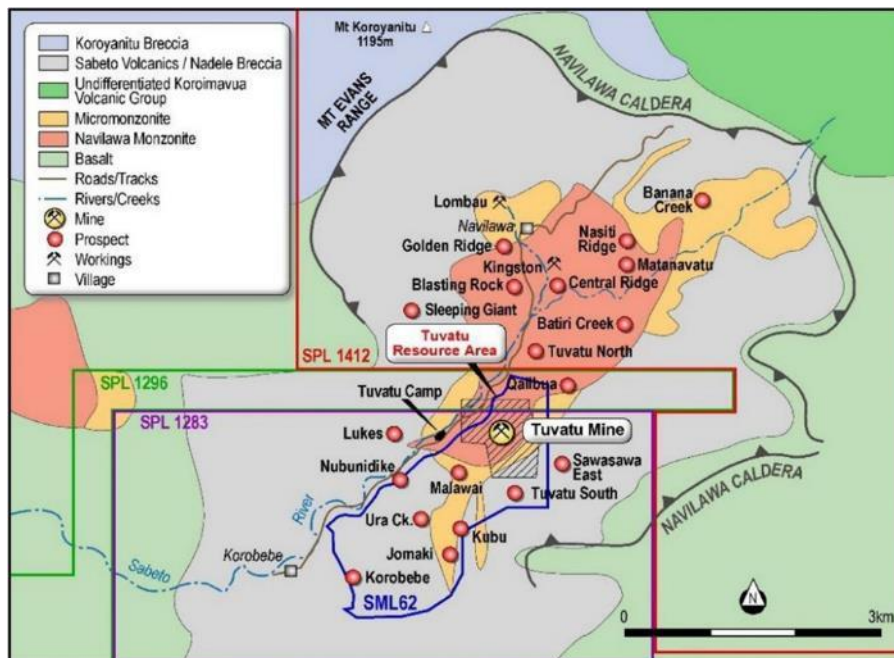 Koroyanitu Breccia
Sabeto Volcanics / Nadele Breccia
Undifferentiated Koroimavua
Volcanic Group
Micromonzonite
Navilawa Monzonite
Basalt
Roads/Tracks
Rivers/Creeks
Mine
Prospect
Workings
Village
Mt Koroyanitu
1195m
MT EVANS
RANGE
NAVILAWA CALDERA
Lombau
Navilawa
Banana
Creek
Golden Ridge
Nasiti
Ridge
Kingston
Matanavatu
Blasting Rock
Central Ridge
Sleeping Giant
Batiri Creek
Tuvatu
Resource Area
Tuvatu North
SPL 1412
SPL 1296
Qalibua
Tuvatu Camp
SPL 1283
Lukes
Tuvatu Mine
Nubunidike
Malawai
Sawasawa
East
Tuvatu South
NAVILAWA CALDERA
River
Ura Ck.
Kubu
Korobebe
Jomaki
Sabeto
Korobebe
SML62
N
0
3km